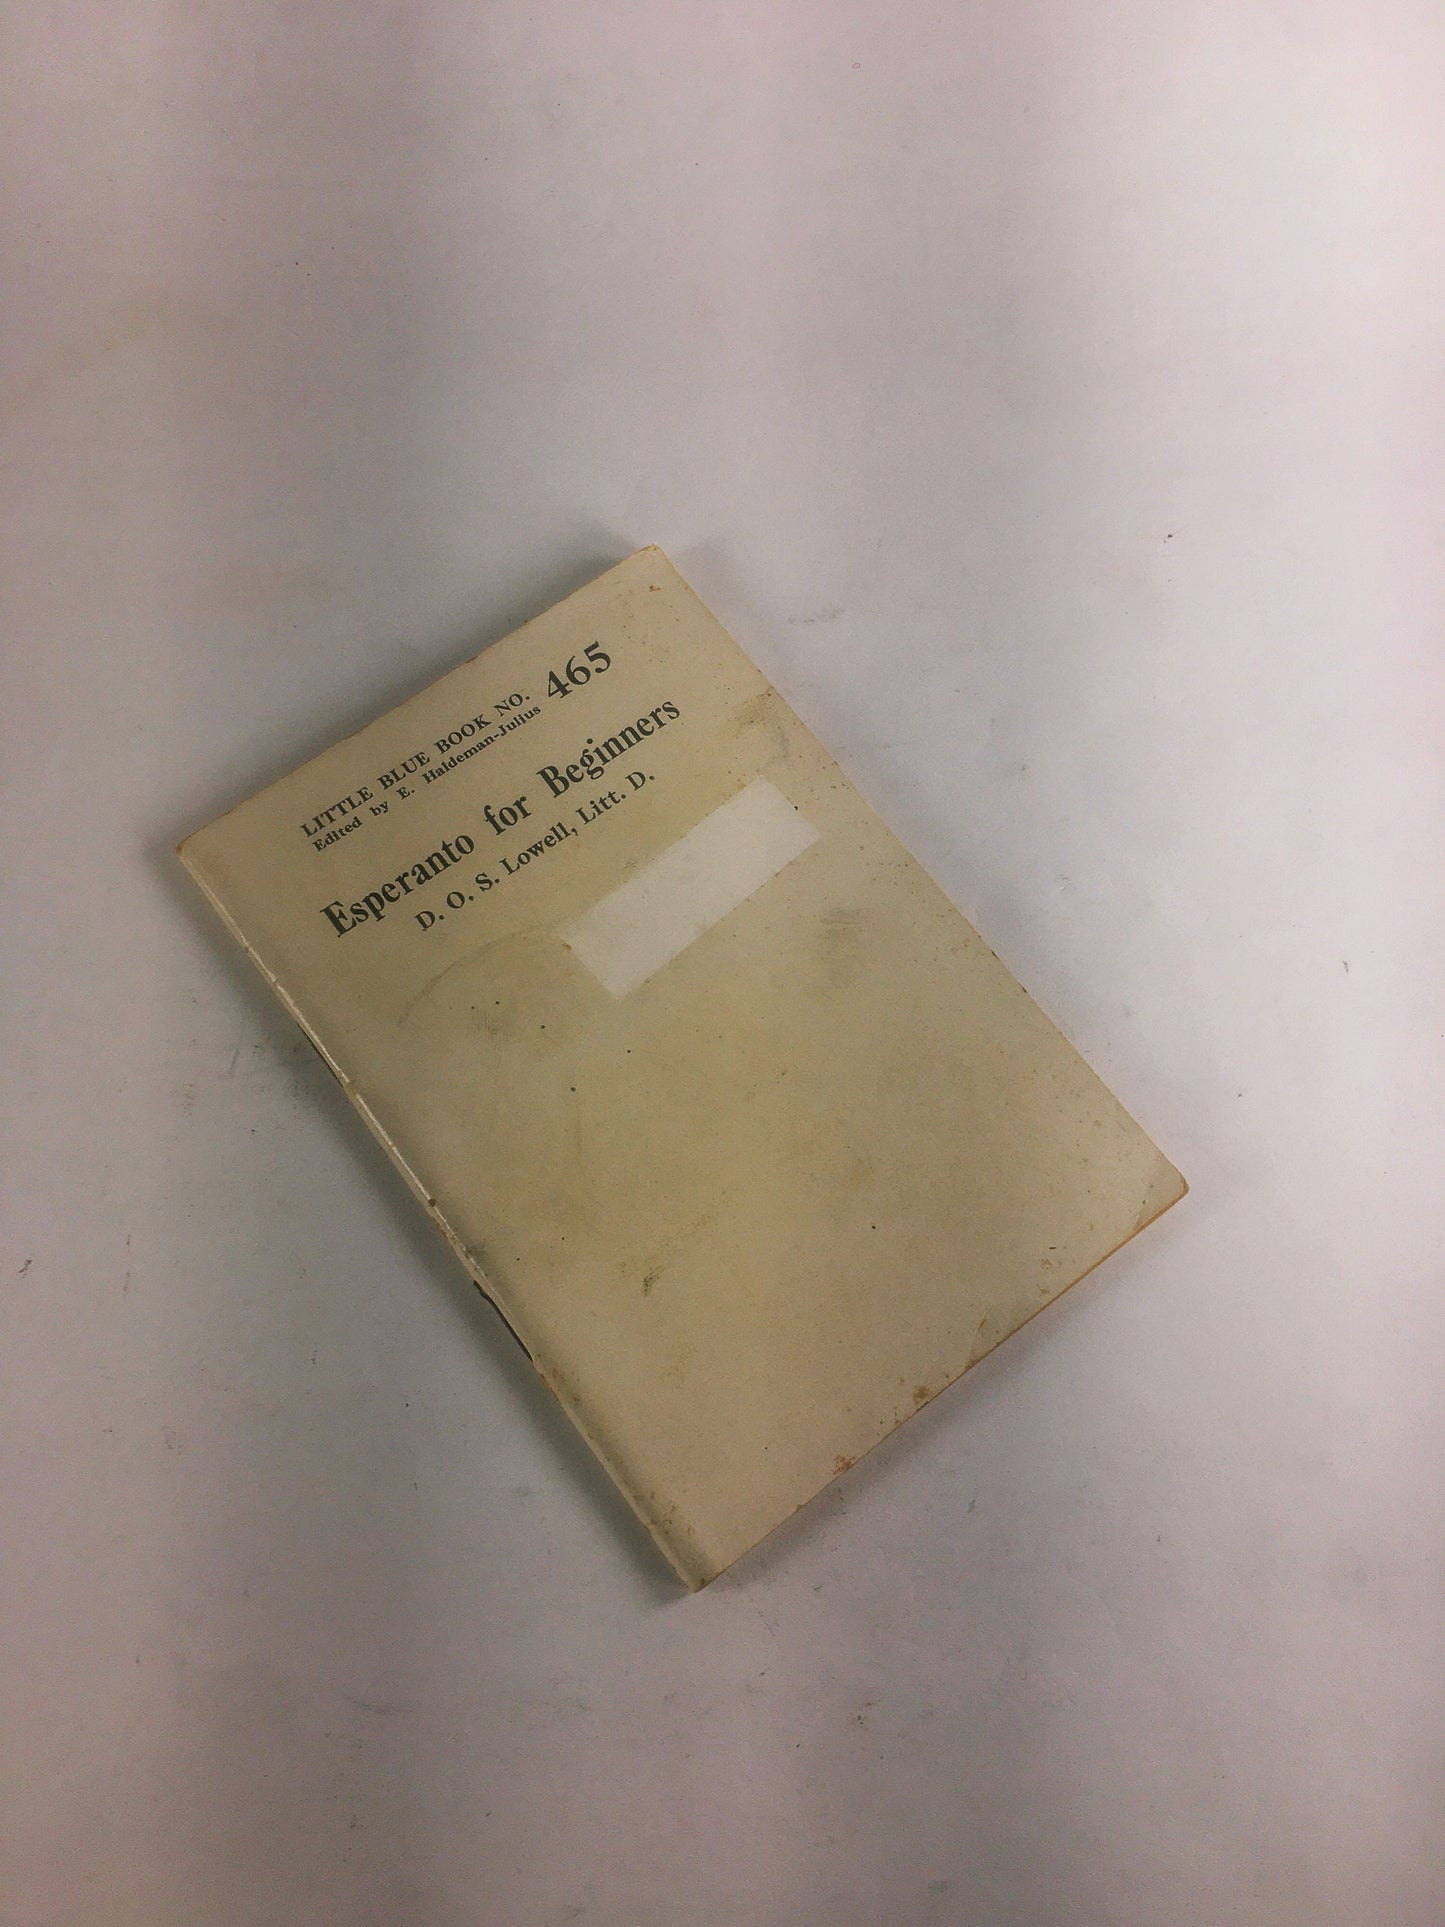 LITTLE BLUE BOOK NO. 465
Edited by E. Haldeman-Julius
Esperanto for Beginners
D. O. S. Lowell, Litt. D.